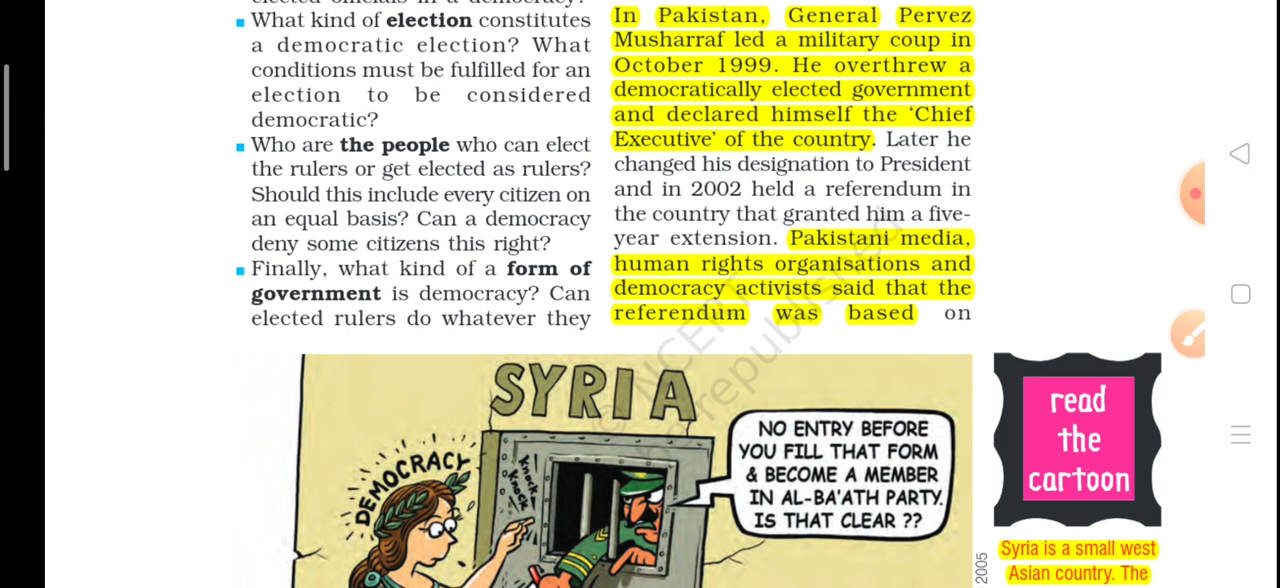 elected officials in a democracy?
■ What kind of election constitutes
a democratic election? What
conditions must be fulfilled for an
election to be considered
democratic?
■ Who are the people who can elect
the rulers or get elected as rulers?
Should this include every citizen on
an equal basis? Can a democracy
deny some citizens this right?
■ Finally, what kind of a form of
government is democracy? Can
elected rulers do whatever they
In Pakistan, General Pervez
Musharraf led a military coup in
October 1999. He overthrew a
democratically elected government
and declared himself the ‘Chief
Executive’ of the country. Later he
changed his designation to President
and in 2002 held a referendum in
the country that granted him a five-
year extension. Pakistani media,
human rights organisations and
democracy activists said that the
referendum was based on
© NCERT
republished
SYRIA
DEMOCRACY
KNOCK
KNOCK
NO ENTRY BEFORE
YOU FILL THAT FORM
& BECOME A MEMBER
IN AL-BA'ATH PARTY.
IS THAT CLEAR ??
2005
read
the
cartoon
Syria is a small west
Asian country. The